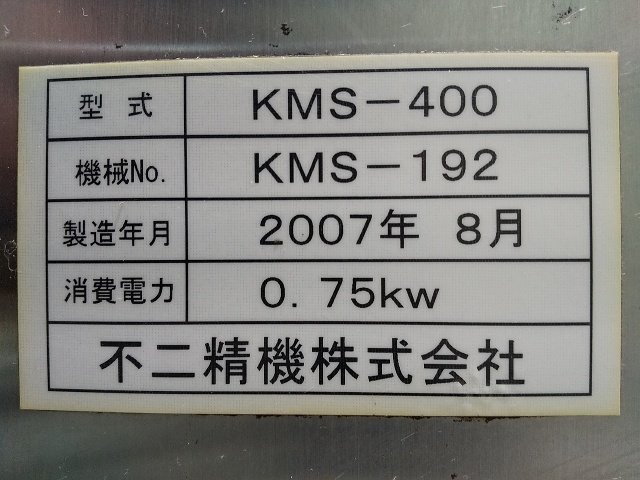 型式 KMS-400
機械No. KMS-192
製造年月 2007年 8月
消費電力 0.75kw
不二精機株式会社